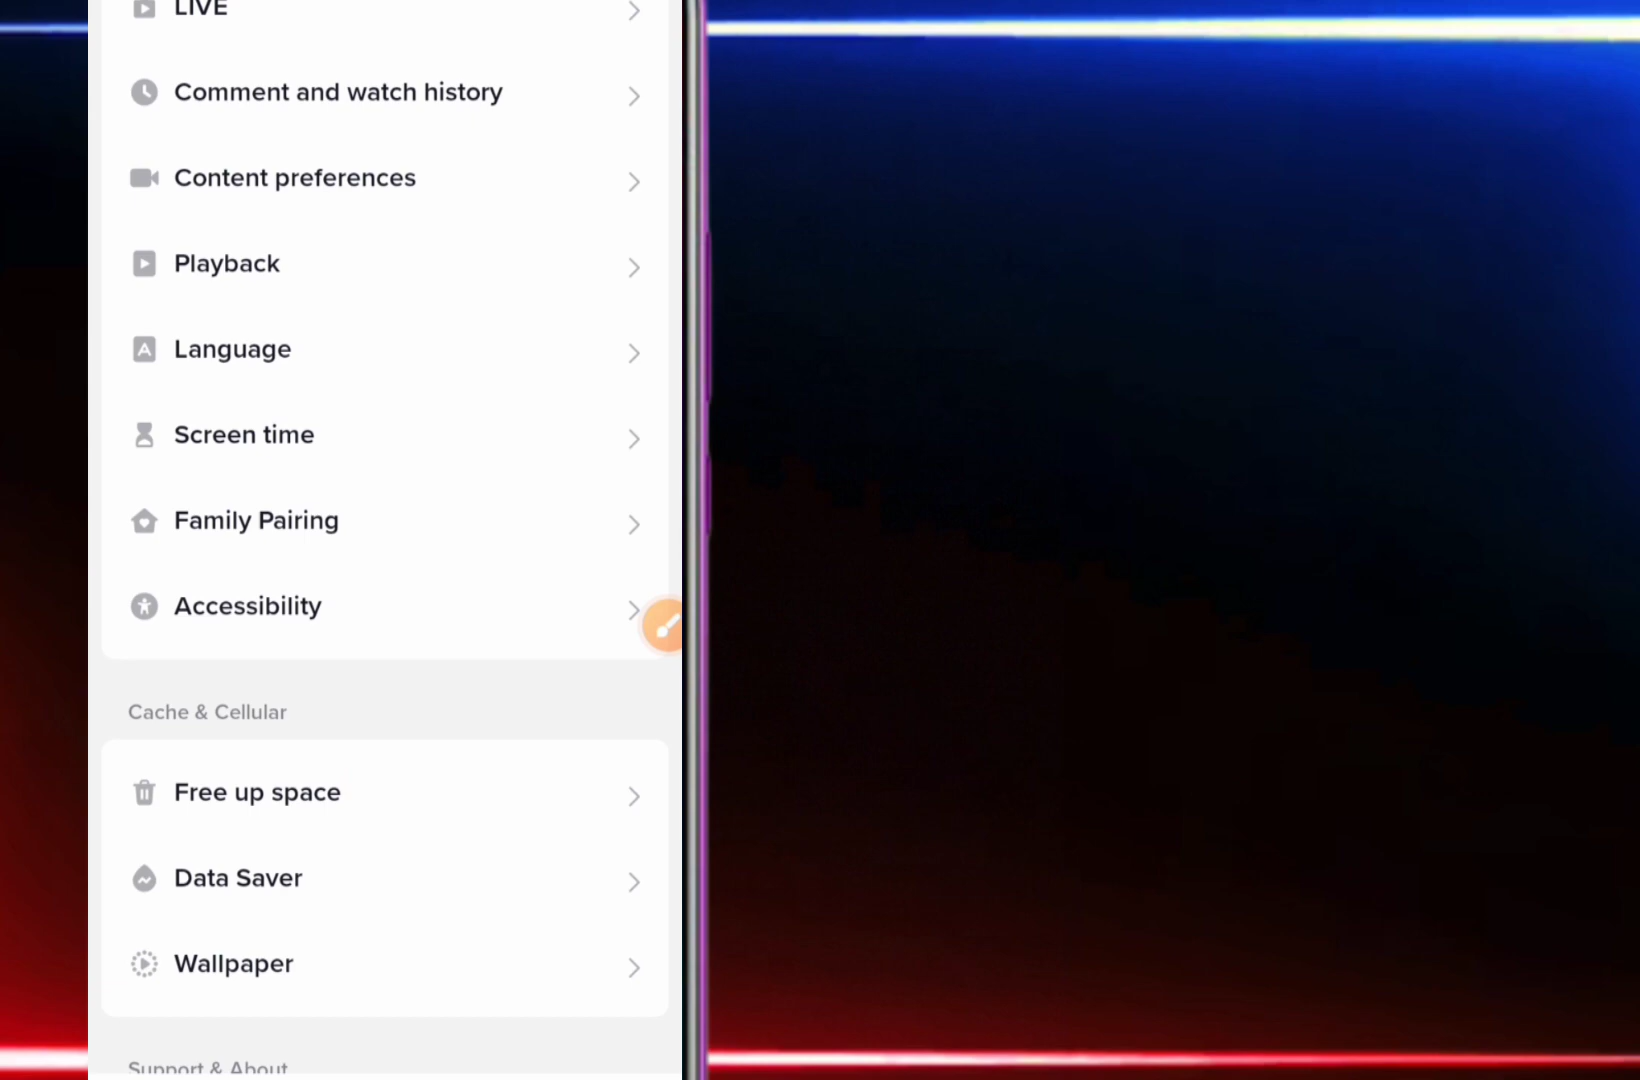 LIVE
Comment and watch history
Content preferences
Playback
Language
Screen time
Family Pairing
Accessibility
Cache & Cellular
Free up space
Data Saver
Wallpaper
Support & About